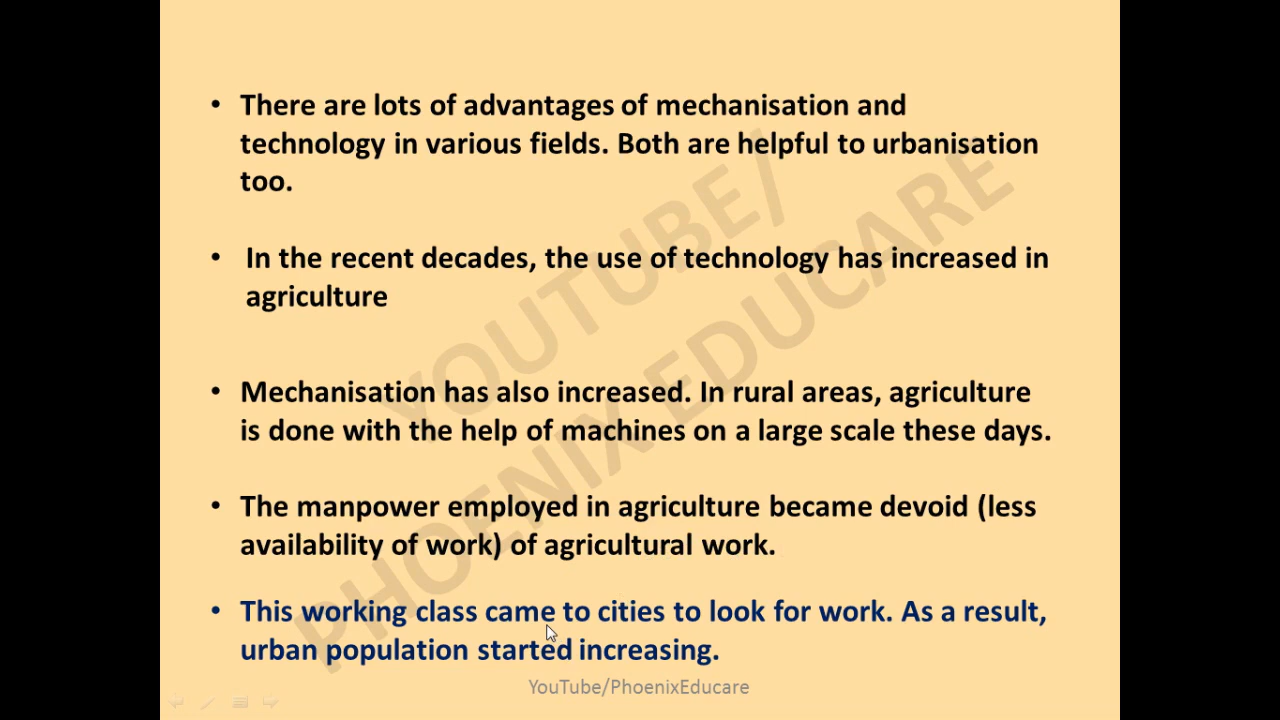 • There are lots of advantages of mechanisation and
technology in various fields. Both are helpful to urbanisation
too.
• In the recent decades, the use of technology has increased in
agriculture
• Mechanisation has also increased. In rural areas, agriculture
is done with the help of machines on a large scale these days.
• The manpower employed in agriculture became devoid (less
availability of work) of agricultural work.
• This working class came to cities to look for work. As a result,
urban population started increasing.
YOUTUBE/
PHOENIX EDUCARE
YouTube/PhoenixEducare